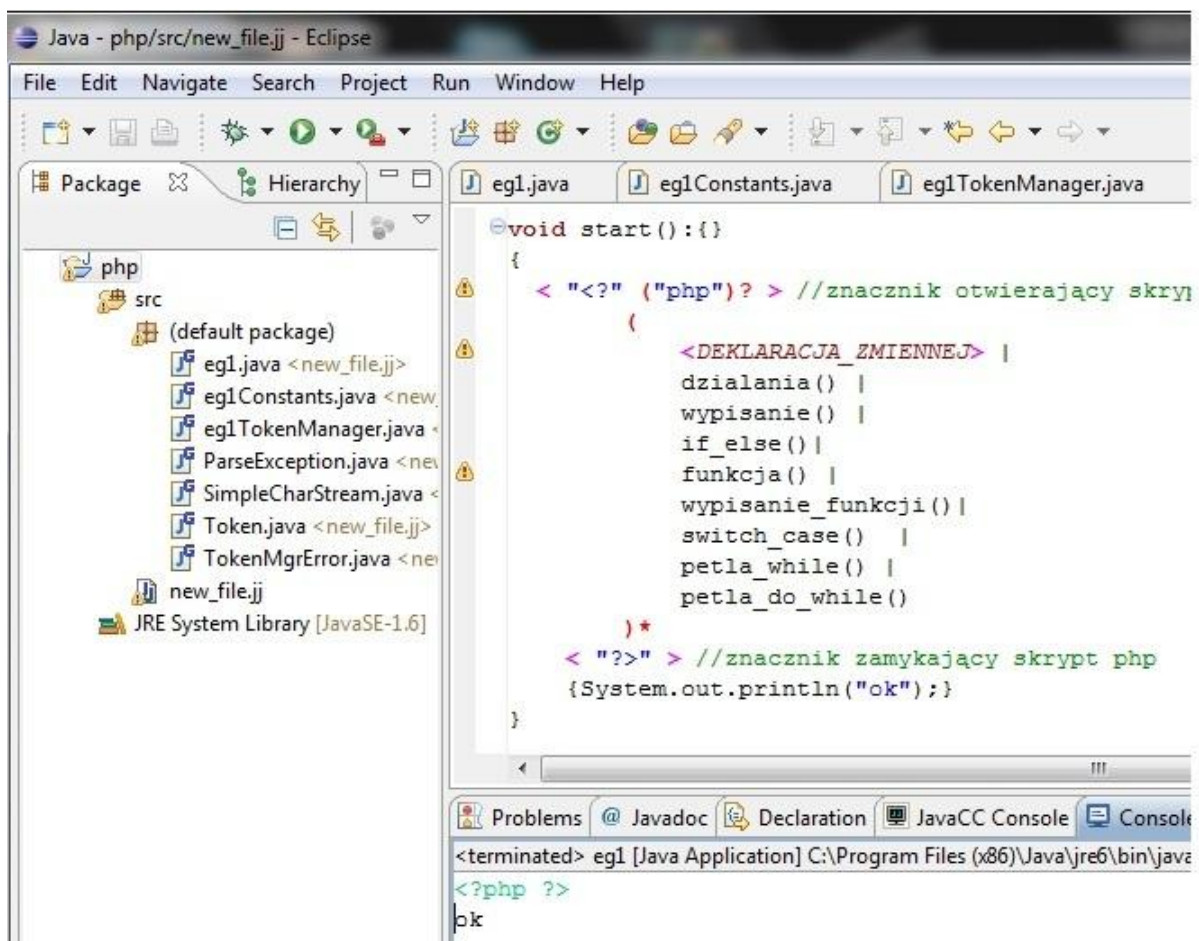 Java - php/src/new_file.jj - Eclipse
File Edit Navigate Search Project Run Window Help
Package Hierarchy
php
src
(default package)
eg1.java <new_file.jj>
eg1Constants.java <new_
eg1TokenManager.java <
ParseException.java <new
SimpleCharStream.java <
Token.java <new_file.jj>
TokenMgrError.java <new
new_file.jj
JRE System Library [JavaSE-1.6]
eg1.java eg1Constants.java eg1TokenManager.java
void start():{}
{
< "<?" ("php")? > //znacznik otwierający skryp
(
<DEKLARACJA_ZMIENNEJ> |
dzialania() |
wypisanie() |
if_else()|
funkcja() |
wypisanie_funkcji()|
switch_case() |
petla_while() |
petla_do_while()
)*
< "?>" > //znacznik zamykający skrypt php
{System.out.println("ok");}
}
Problems @ Javadoc Declaration JavaCC Console Console
<terminated> eg1 [Java Application] C:\Program Files (x86)\Java\jre6\bin\java
<?php ?>
ok